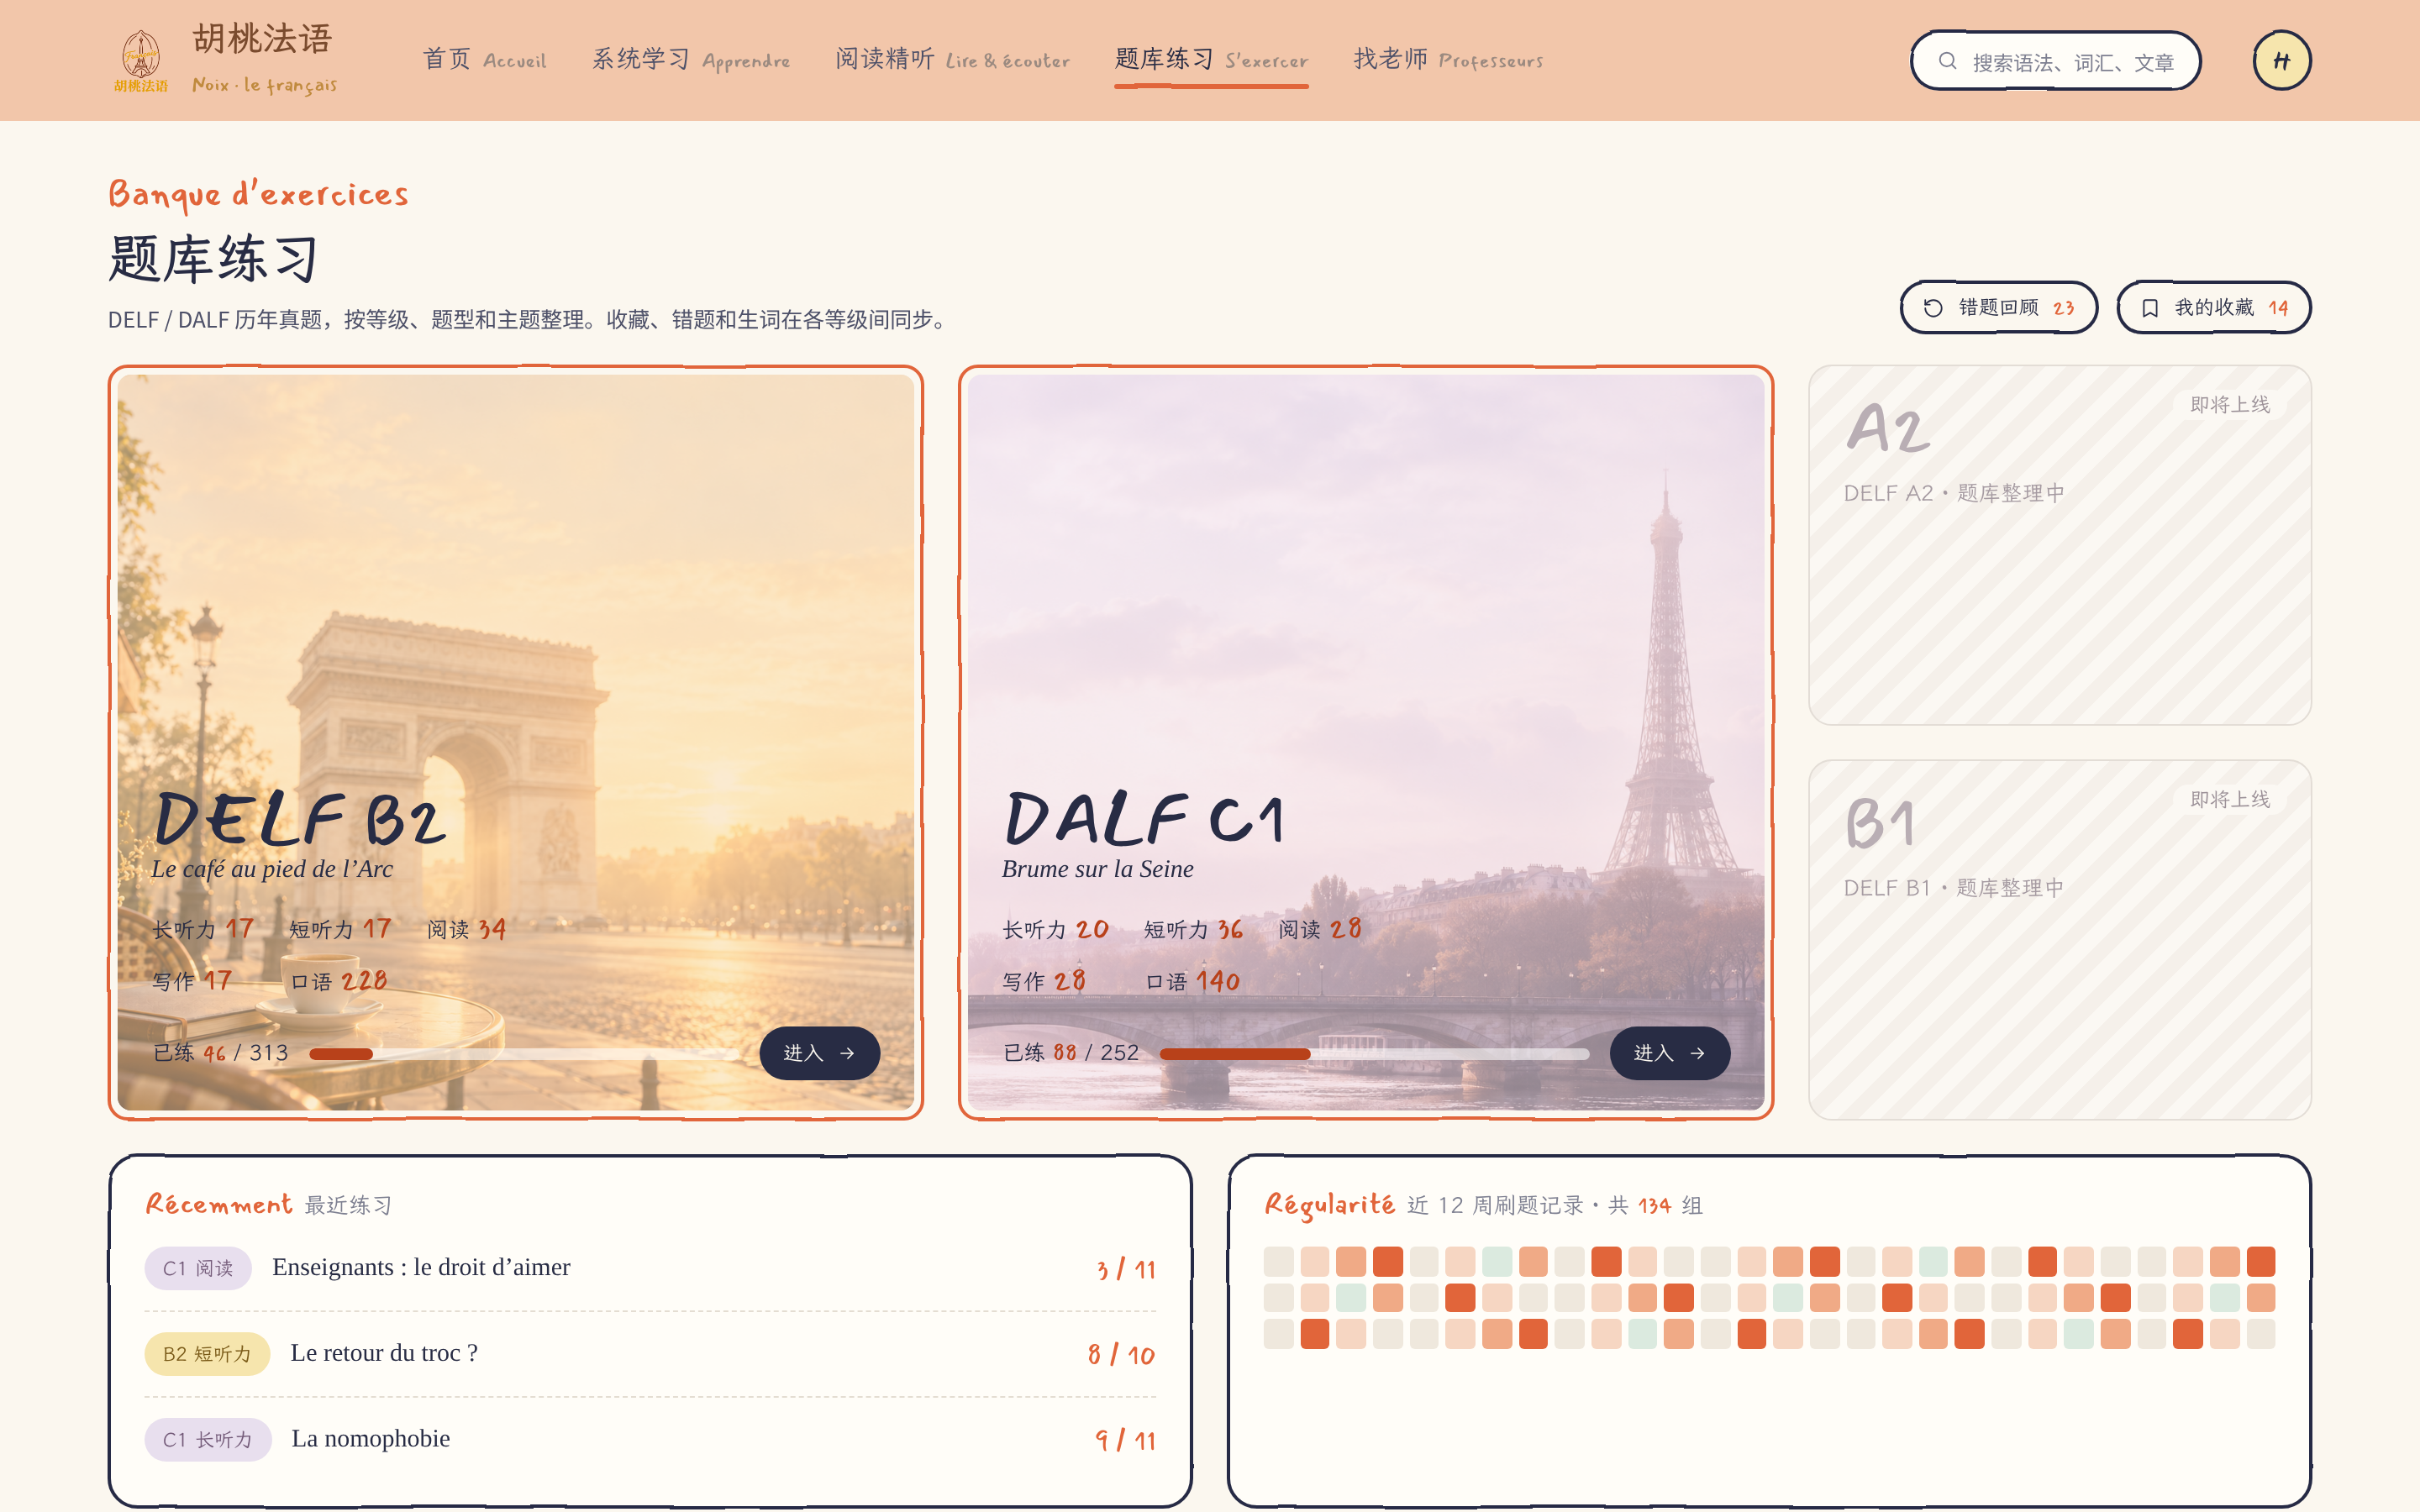 胡桃法语
Français
胡桃法语
Noix · le français
首页 Accueil
系统学习 Apprendre
阅读精听 Lire & écouter
题库练习 S'exercer
找老师 Professeurs
搜索语法、词汇、文章
H
Banque d'exercices
题库练习
DELF / DALF 历年真题，按等级、题型和主题整理。收藏、错题和生词在各等级间同步。
错题回顾 23
我的收藏 14
DELF B2
Le café au pied de l’Arc
长听力 17 短听力 17 阅读 34
写作 17 口语 228
已练 46 / 313
进入 →
DALF C1
Brume sur la Seine
长听力 20 短听力 36 阅读 28
写作 28 口语 140
已练 88 / 252
进入 →
A2
即将上线
DELF A2 · 题库整理中
B1
即将上线
DELF B1 · 题库整理中
Récemment 最近练习
C1 阅读 Enseignants : le droit d’aimer 3 / 11
B2 短听力 Le retour du troc ? 8 / 10
C1 长听力 La nomophobie 9 / 11
Régularité 近 12 周刷题记录 · 共 134 组